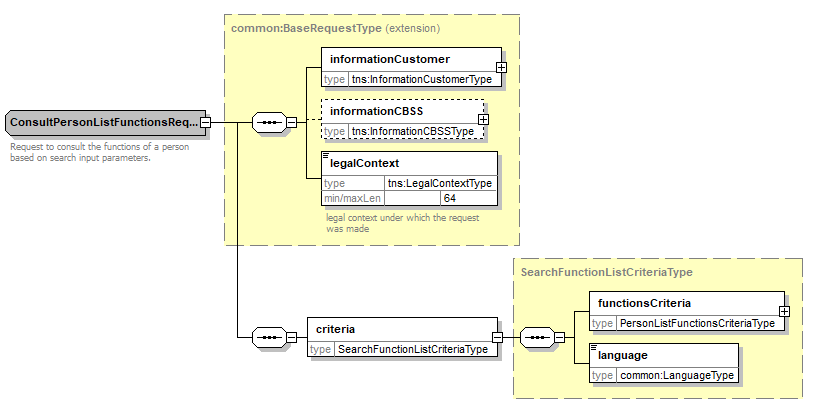 common:BaseRequestType (extension)
informationCustomer
type tns:InformationCustomerType
informationCBSS
type tns:InformationCBSSType
ConsultPersonListFunctionsReq...
Request to consult the functions of a person
based on search input parameters.
legalContext
type tns:LegalContextType
min/maxLen 64
legal context under which the request
was made
SearchFunctionListCriteriaType
functionsCriteria
type PersonListFunctionsCriteriaType
criteria
type SearchFunctionListCriteriaType
language
type common:LanguageType